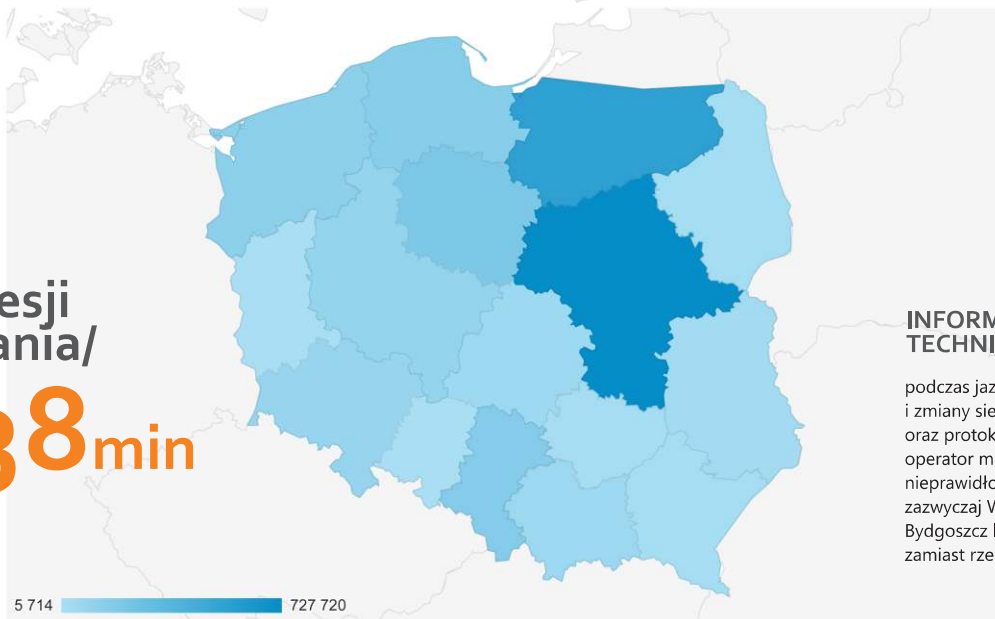 esji
ania/
8min
5 714
727 720
INFORM
TECHNI
podczas jaz
i zmiany sie
oraz protok
operator m
nieprawidło
zazwyczaj W
Bydgoszcz
zamiast rze